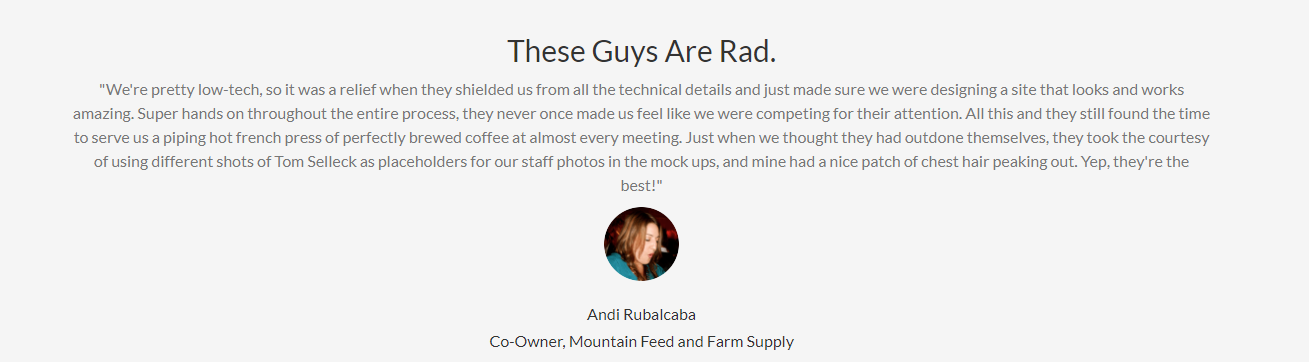 These Guys Are Rad.
"We're pretty low-tech, so it was a relief when they shielded us from all the technical details and just made sure we were designing a site that looks and works
amazing. Super hands on throughout the entire process, they never once made us feel like we were competing for their attention. All this and they still found the time
to serve us a piping hot french press of perfectly brewed coffee at almost every meeting. Just when we thought they had outdone themselves, they took the courtesy
of using different shots of Tom Selleck as placeholders for our staff photos in the mock ups, and mine had a nice patch of chest hair peaking out. Yep, they're the
best!"
Andi Rubalcaba
Co-Owner, Mountain Feed and Farm Supply